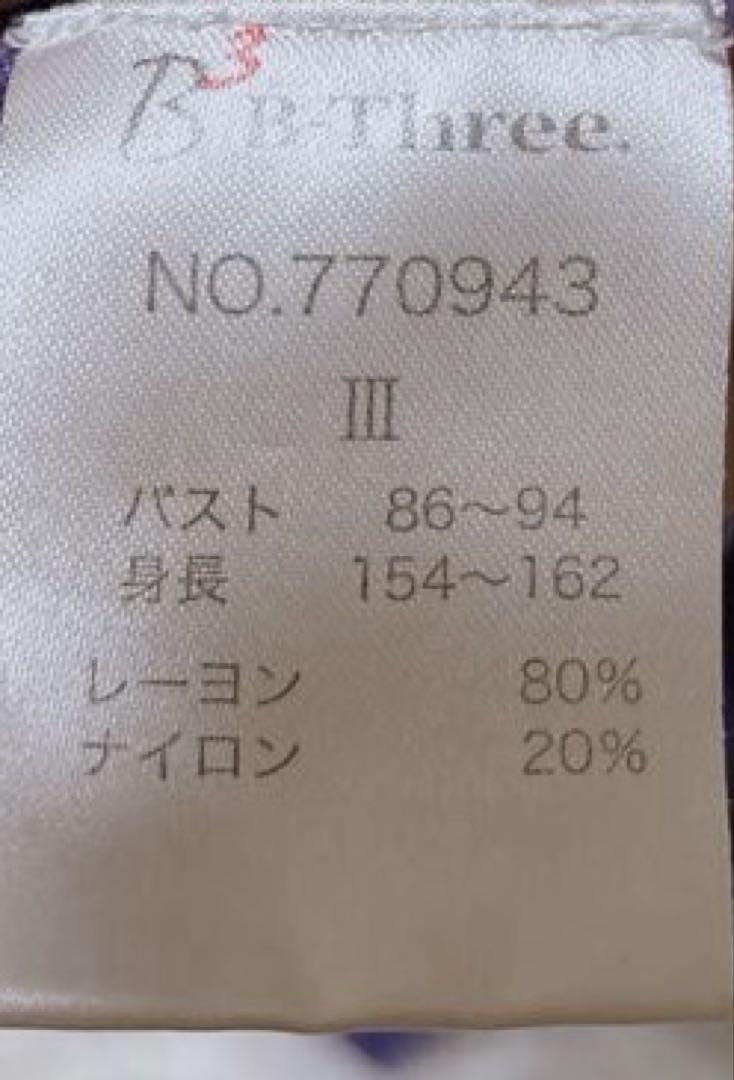 B3 B-Three.
NO.770943
III
バスト 86〜94
身長 154〜162
レーヨン 80%
ナイロン 20%